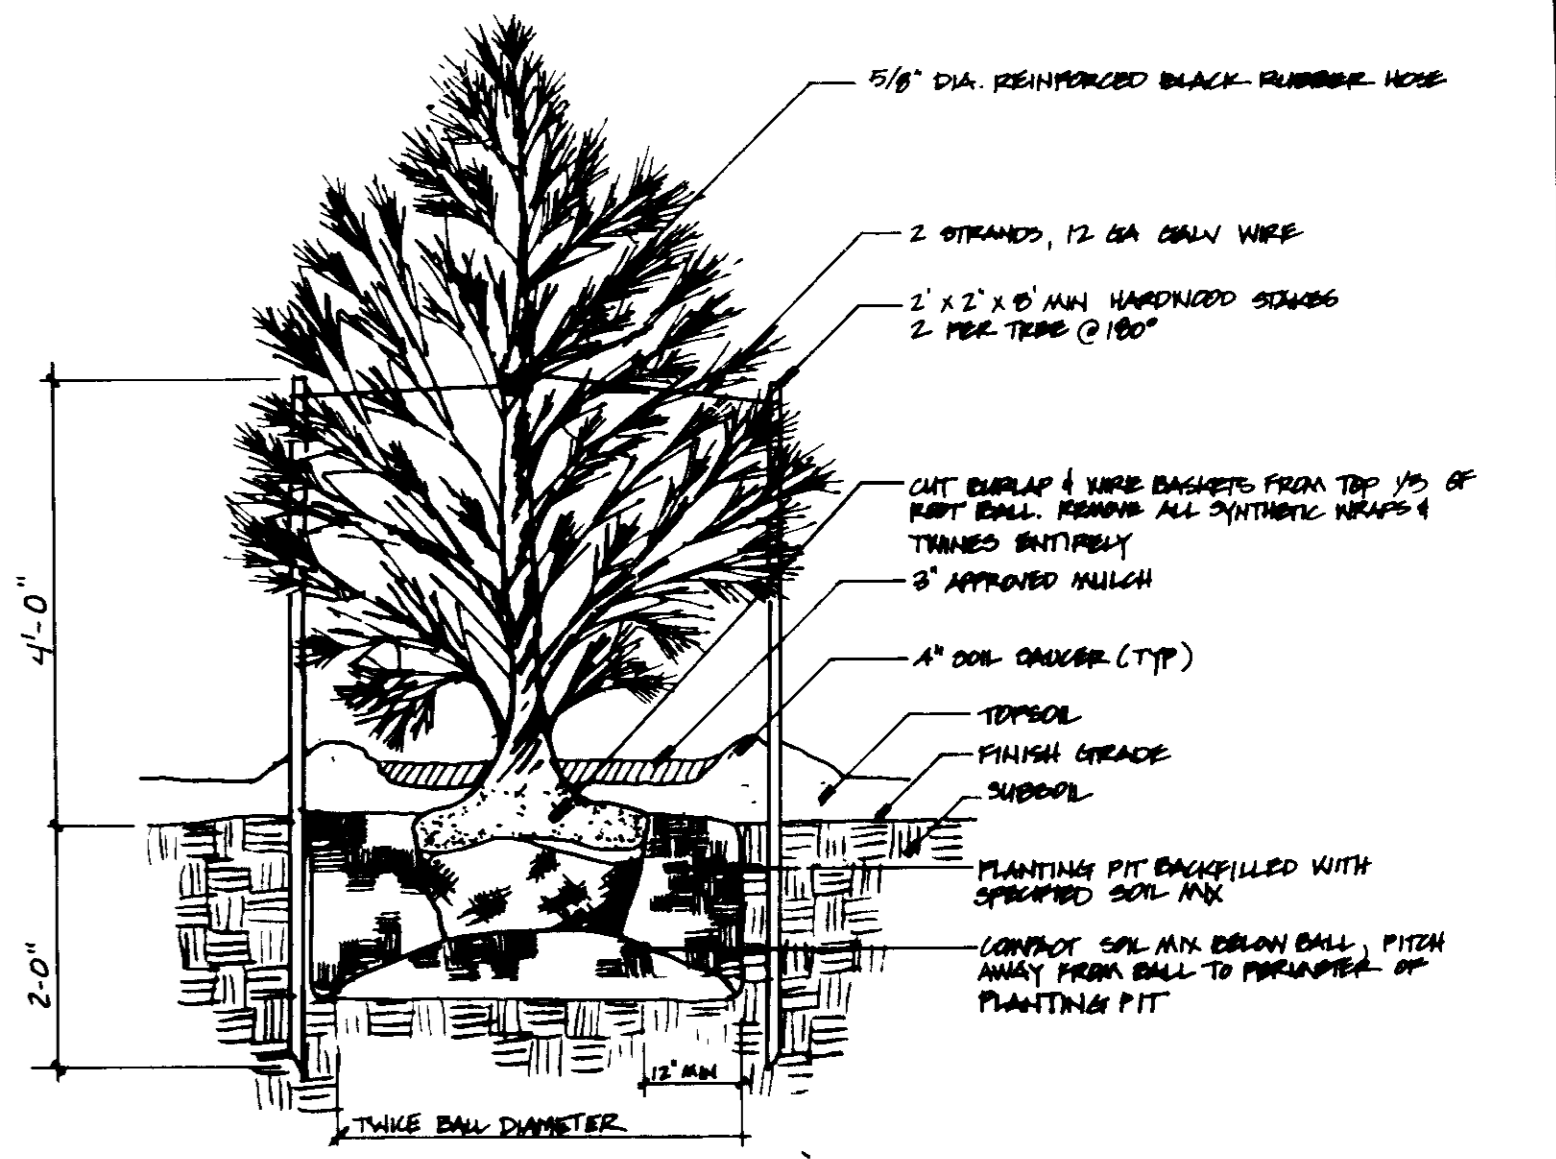 5/8" DIA. REINFORCED BLACK RUBBER HOSE
2 STRANDS, 12 GA GALV WIRE
2' X 2" X 8' MIN HARDWOOD STAKES
2 PER TREE @ 180°
CUT BURLAP & WIRE BASKETS FROM TOP 1/3 OF
ROOT BALL. REMOVE ALL SYNTHETIC WRAPS &
TWINES ENTIRELY
3" APPROVED MULCH
4" SOIL SAUCER (TYP)
TOPSOIL
FINISH GRADE
SUBSOIL
PLANTING PIT BACKFILLED WITH
SPECIFIED SOIL MIX
COMPACT SOIL MIX BELOW BALL, PITCH
AWAY FROM BALL TO PERIMETER OF
PLANTING PIT
4'-0"
2-0"
12" MIN
TWICE BALL DIAMETER